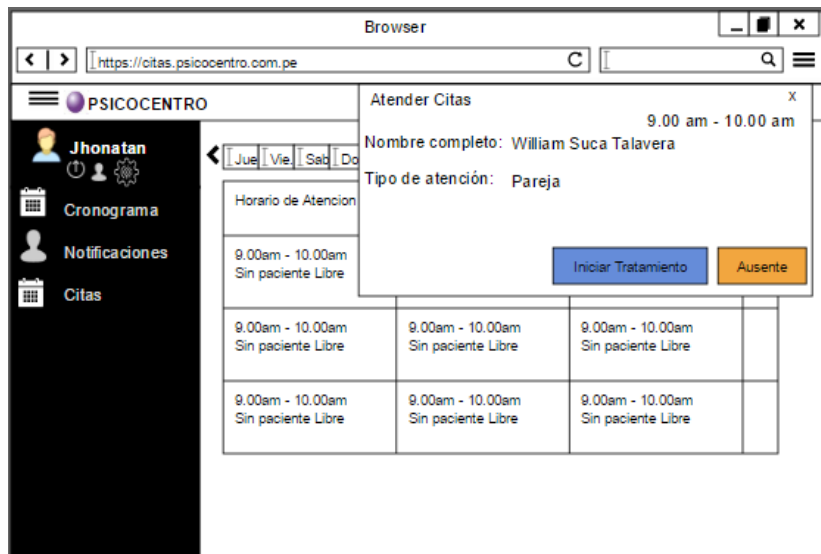 Browser
https://citas.psicocentro.com.pe
PSICOCENTRO
Jhonatan
Cronograma
Notificaciones
Citas
Jue Vie. Sab Do
Horario de Atencion
9.00am - 10.00am
Sin paciente Libre
9.00am - 10.00am 9.00am - 10.00am 9.00am - 10.00am
Sin paciente Libre Sin paciente Libre Sin paciente Libre
9.00am - 10.00am 9.00am - 10.00am 9.00am - 10.00am
Sin paciente Libre Sin paciente Libre Sin paciente Libre
Atender Citas X
9.00 am - 10.00 am
Nombre completo: William Suca Talavera
Tipo de atención: Pareja
Iniciar Tratamiento Ausente